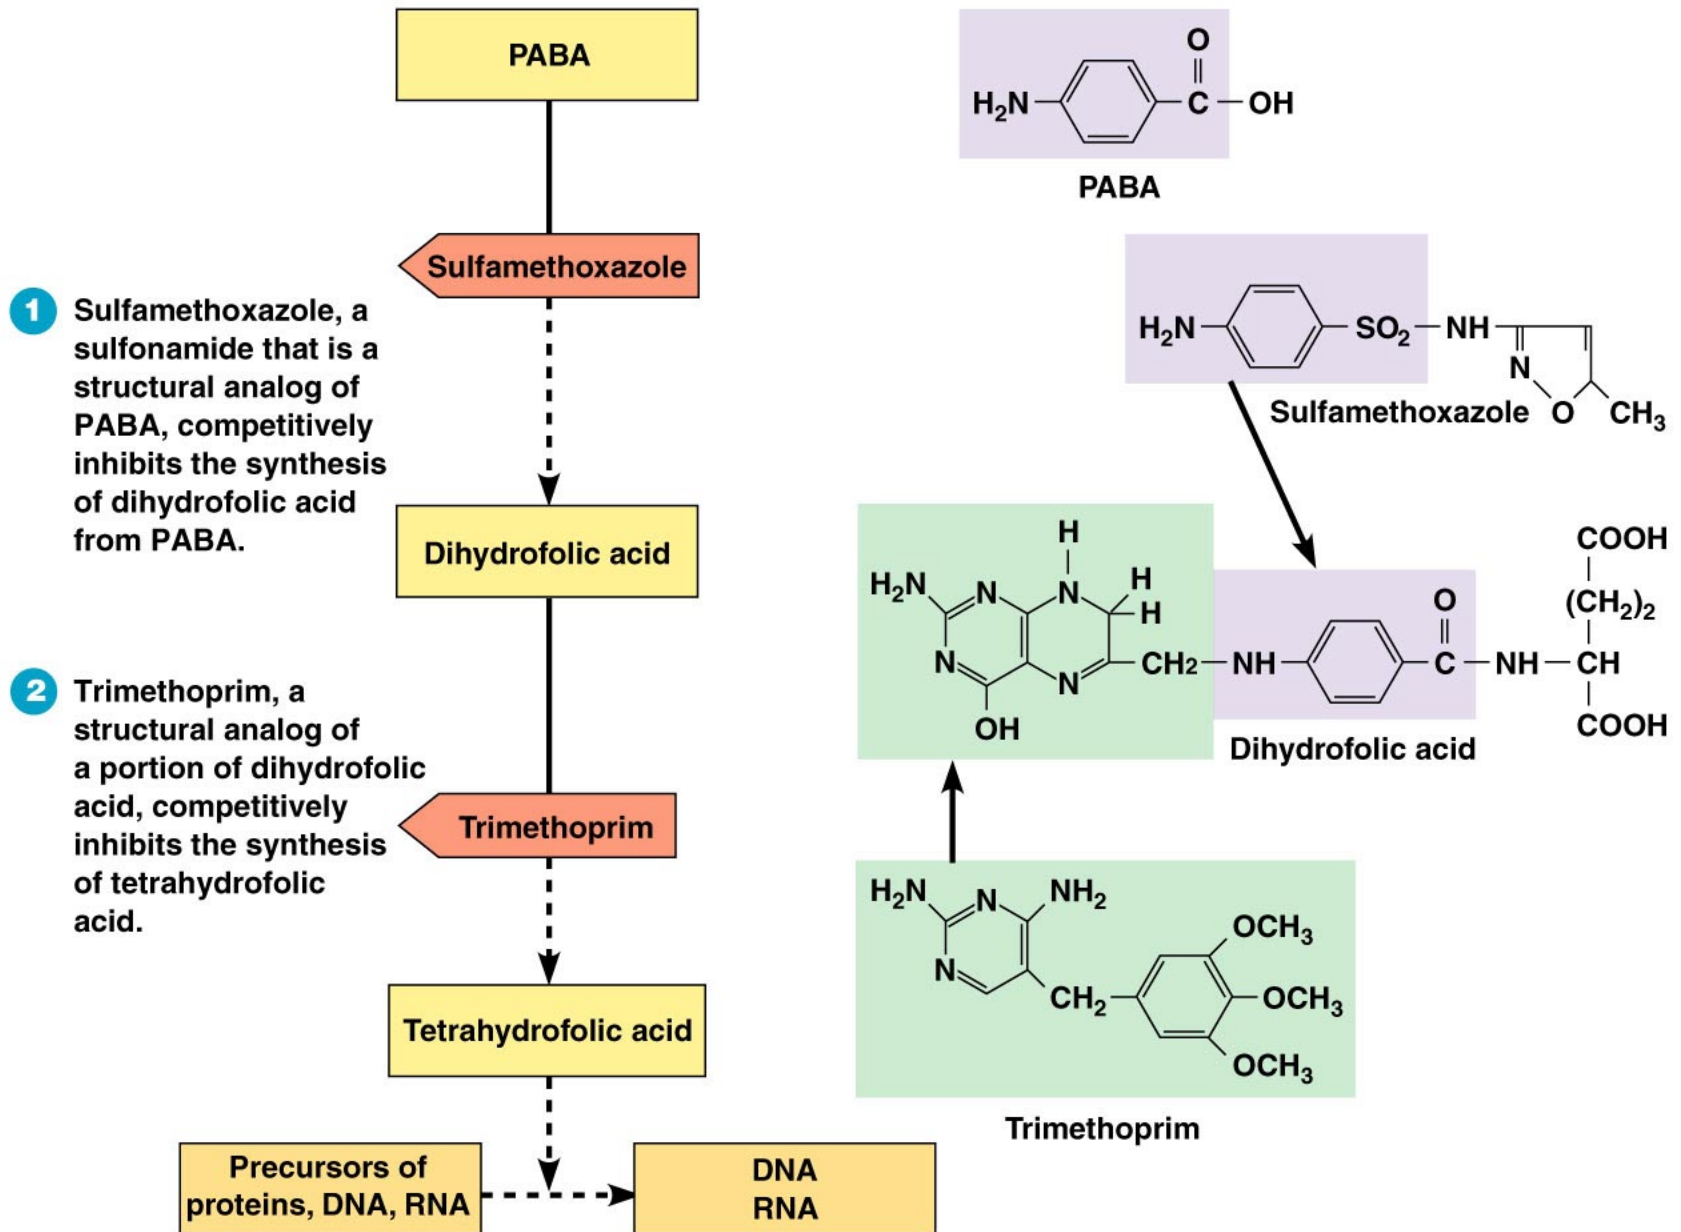 PABA
Sulfamethoxazole
1 Sulfamethoxazole, a
sulfonamide that is a
structural analog of
PABA, competitively
inhibits the synthesis
of dihydrofolic acid
from PABA.
Dihydrofolic acid
2 Trimethoprim, a
structural analog of
a portion of dihydrofolic
acid, competitively
inhibits the synthesis
of tetrahydrofolic
acid.
Trimethoprim
Tetrahydrofolic acid
Precursors of
proteins, DNA, RNA
DNA
RNA
O
H₂N C OH
PABA
H₂N SO₂ NH
N
O CH₃
Sulfamethoxazole
H
H₂N N N H
H
N N CH₂ NH C NH CH
O
OH
COOH
(CH₂)₂
COOH
Dihydrofolic acid
H₂N N NH₂
N
CH₂
OCH₃
OCH₃
OCH₃
Trimethoprim